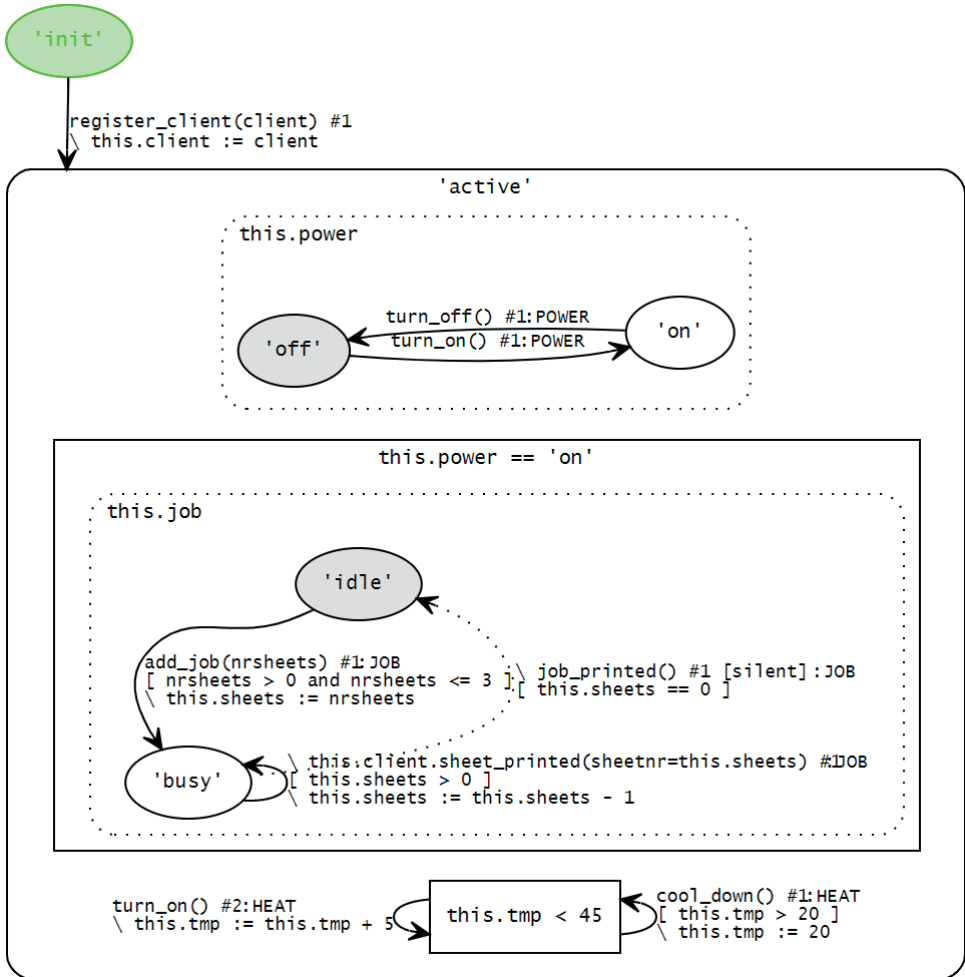 'init'
register_client(client) #1
\ this.client := client
'active'
this.power
turn_off() #1:POWER
turn_on() #1:POWER
'off'
'on'
this.power == 'on'
this.job
'idle'
add_job(nrsheets) #1:JOB
[ nrsheets > 0 and nrsheets <= 3 ]
\ this.sheets := nrsheets
\ job_printed() #1 [silent]:JOB
[ this.sheets == 0 ]
'busy'
\ this.client.sheet_printed(sheetnr=this.sheets) #1:JOB
[ this.sheets > 0 ]
\ this.sheets := this.sheets - 1
turn_on() #2:HEAT
\ this.tmp := this.tmp + 5
this.tmp < 45
cool_down() #1:HEAT
[ this.tmp > 20 ]
\ this.tmp := 20